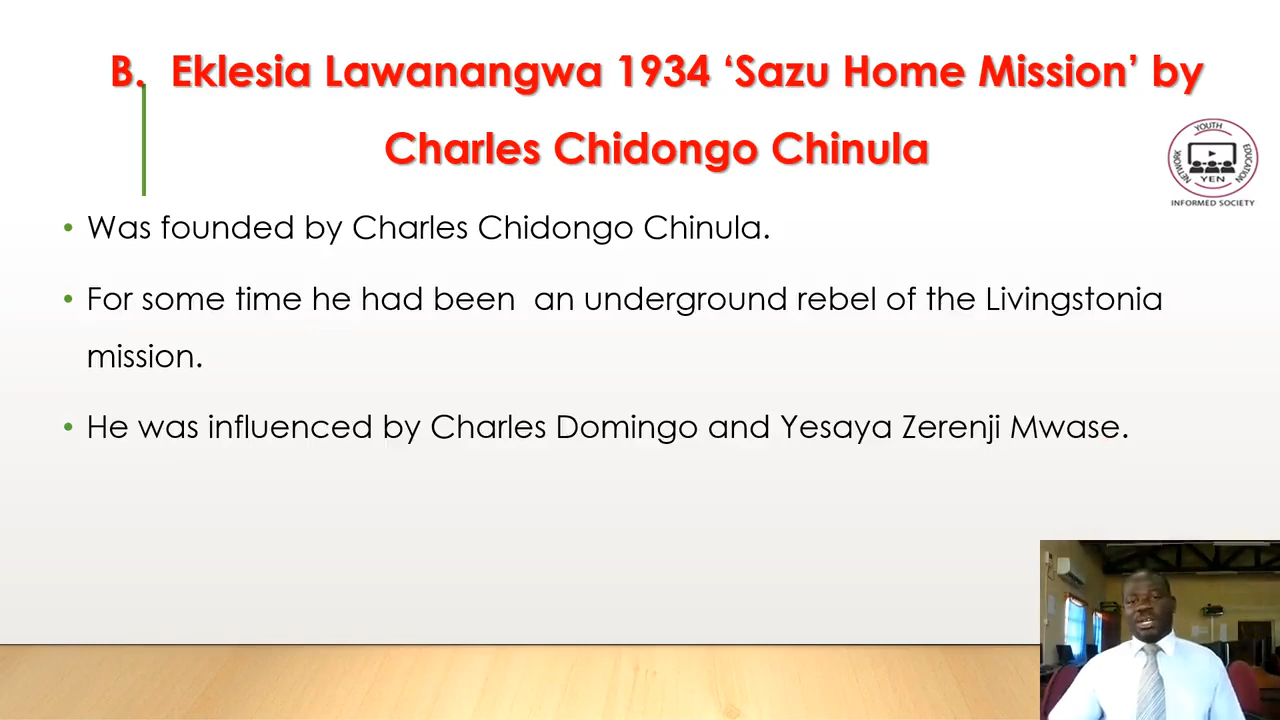 B. Eklesia Lawanangwa 1934 ‘Sazu Home Mission’ by
Charles Chidongo Chinula
YOUTH
EDUCATION
NETWORK
YEN
INFORMED SOCIETY
• Was founded by Charles Chidongo Chinula.
• For some time he had been  an underground rebel of the Livingstonia
mission.
• He was influenced by Charles Domingo and Yesaya Zerenji Mwase.